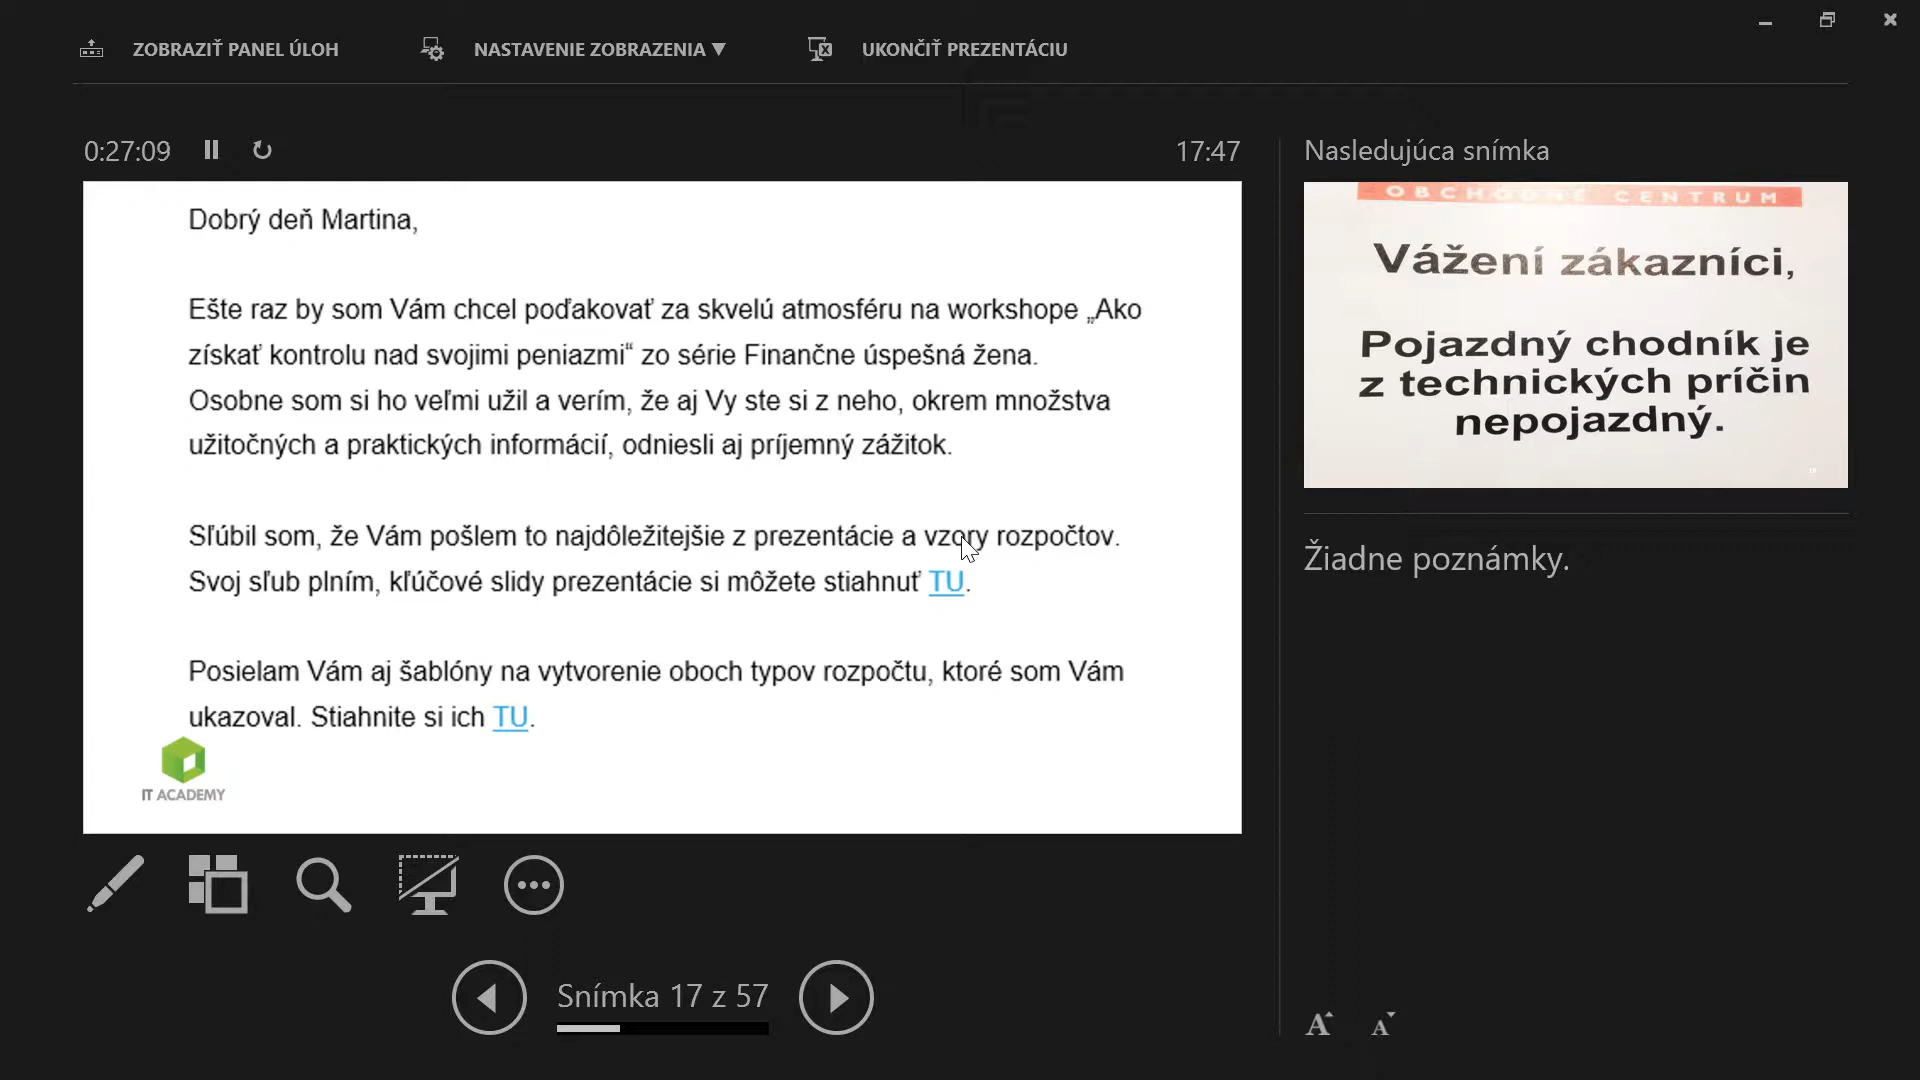 ZOBRAZIŤ PANEL ÚLOH
NASTAVENIE ZOBRAZENIA ▼
UKONČIŤ PREZENTÁCIU
0:27:09
17:47
Dobrý deň Martina,
Ešte raz by som Vám chcel poďakovať za skvelú atmosféru na workshope „Ako
získať kontrolu nad svojimi peniazmi“ zo série Finančne úspešná žena.
Osobne som si ho veľmi užil a verím, že aj Vy ste si z neho, okrem množstva
užitočných a praktických informácií, odniesli aj príjemný zážitok.
Sľúbil som, že Vám pošlem to najdôležitejšie z prezentácie a vzory rozpočtov.
Svoj sľub plním, kľúčové slidy prezentácie si môžete stiahnuť TU.
Posielam Vám aj šablóny na vytvorenie oboch typov rozpočtu, ktoré som Vám
ukazoval. Stiahnite si ich TU.
IT ACADEMY
Snímka 17 z 57
Nasledujúca snímka
OBCHODNÉ CENTRUM
Vážení zákazníci,
Pojazdný chodník je
z technických príčin
nepojazdný.
18
Žiadne poznámky.
A A